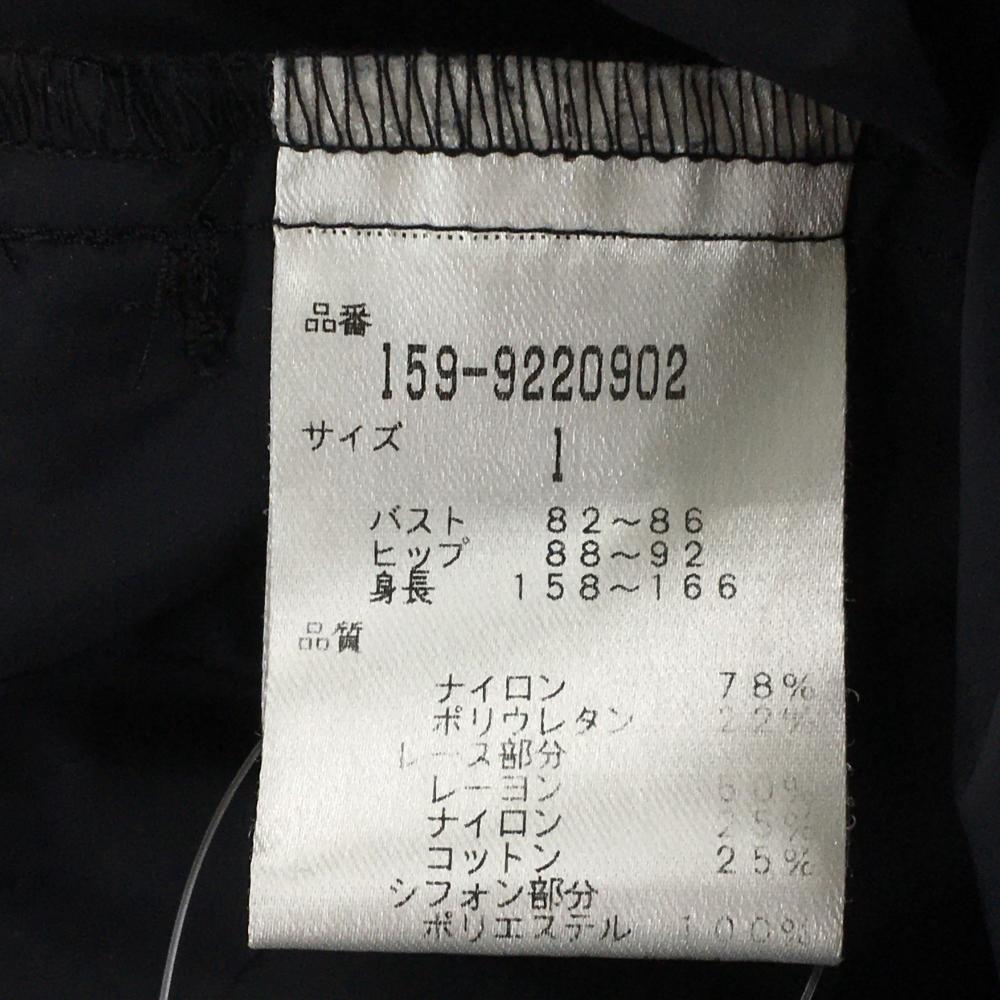 品番
159-9220902
サイズ 1
バスト 82～86
ヒップ 88～92
身長 158～166
品質
ナイロン 78%
ポリウレタン 22%
レース部分
レーヨン 50%
ナイロン 25%
コットン 25%
シフォン部分
ポリエステル 100%